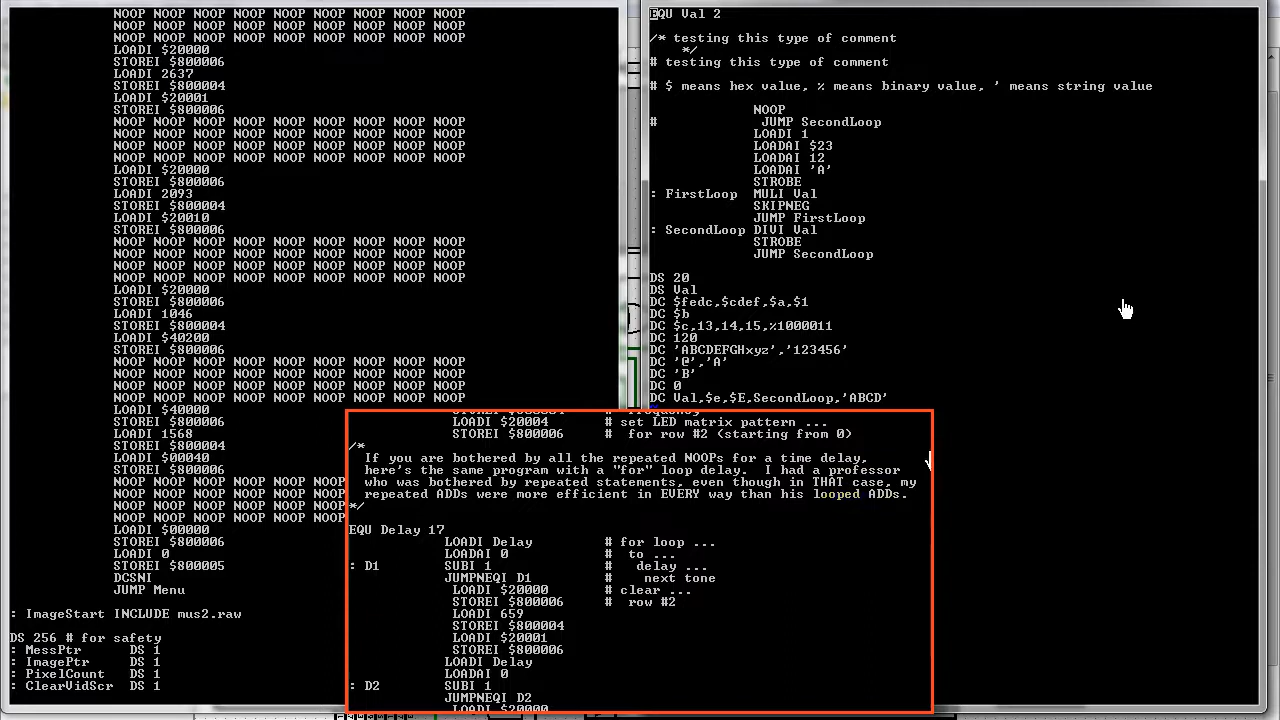 NOOP NOOP NOOP NOOP NOOP NOOP NOOP NOOP NOOP
NOOP NOOP NOOP NOOP NOOP NOOP NOOP NOOP NOOP
NOOP NOOP NOOP NOOP NOOP NOOP NOOP NOOP NOOP
LOADI $20000
STOREI $800006
LOADI 2637
STOREI $800004
LOADI $20001
STOREI $800006
NOOP NOOP NOOP NOOP NOOP NOOP NOOP NOOP NOOP
NOOP NOOP NOOP NOOP NOOP NOOP NOOP NOOP NOOP
NOOP NOOP NOOP NOOP NOOP NOOP NOOP NOOP NOOP
NOOP NOOP NOOP NOOP NOOP NOOP NOOP NOOP NOOP
LOADI $20000
STOREI $800006
LOADI 2093
STOREI $800004
LOADI $20010
STOREI $800006
NOOP NOOP NOOP NOOP NOOP NOOP NOOP NOOP NOOP
NOOP NOOP NOOP NOOP NOOP NOOP NOOP NOOP NOOP
NOOP NOOP NOOP NOOP NOOP NOOP NOOP NOOP NOOP
NOOP NOOP NOOP NOOP NOOP NOOP NOOP NOOP NOOP
LOADI $20000
STOREI $800006
LOADI 1046
STOREI $800004
LOADI $40200
STOREI $800006
NOOP NOOP NOOP NOOP NOOP NOOP NOOP NOOP NOOP
NOOP NOOP NOOP NOOP NOOP NOOP NOOP NOOP NOOP
NOOP NOOP NOOP NOOP NOOP NOOP NOOP NOOP NOOP
NOOP NOOP NOOP NOOP NOOP NOOP NOOP NOOP NOOP
LOADI $40000
STOREI $800006
LOADI 1568
STOREI $800004
LOADI $00040
STOREI $800006
NOOP NOOP NOOP NOOP NOOP NOOP
NOOP NOOP NOOP NOOP NOOP NOOP
NOOP NOOP NOOP NOOP NOOP NOOP
NOOP NOOP NOOP NOOP NOOP NOOP
LOADI $00000
STOREI $800006
LOADI 0
STOREI $800005
DCSNI
JUMP Menu
: ImageStart INCLUDE mus2.raw
DS 256 # for safety
: MessPtr DS 1
: ImagePtr DS 1
: PixelCount DS 1
: ClearVidScr DS 1
EQU Val 2
/* testing this type of comment
*/
# testing this type of comment
# $ means hex value, % means binary value, ' means string value
NOOP
# JUMP SecondLoop
LOADI 1
LOADAI $23
LOADAI 12
LOADAI 'A'
STROBE
: FirstLoop MULI Val
SKIPNEG
JUMP FirstLoop
: SecondLoop DIVI Val
STROBE
JUMP SecondLoop
DS 20
DS Val
DC $fedc,$cdef,$a,$1
DC $b
DC $c,13,14,15,%1000011
DC 120
DC 'ABCDEFGHxyz','123456'
DC '@','A'
DC 'B'
DC 0
DC Val,$e,$E,SecondLoop,'ABCD'
LOADI $20004 # set LED matrix pattern ...
STOREI $800006 # for row #2 (starting from 0)
/*
If you are bothered by all the repeated NOOPs for a time delay,
here's the same program with a "for" loop delay. I had a professor
who was bothered by repeated statements, even though in THAT case, my
repeated ADDs were more efficient in EVERY way than his looped ADDs.
*/
EQU Delay 17
LOADI Delay # for loop ...
LOADAI 0 # to ...
: D1 SUBI 1 # delay ...
JUMPNEQI D1 # next tone
LOADI $20000 # clear ...
STOREI $800006 # row #2
LOADI 659
STOREI $800004
LOADI $20001
STOREI $800006
LOADI Delay
LOADAI 0
: D2 SUBI 1
JUMPNEQI D2
LOADI $20000